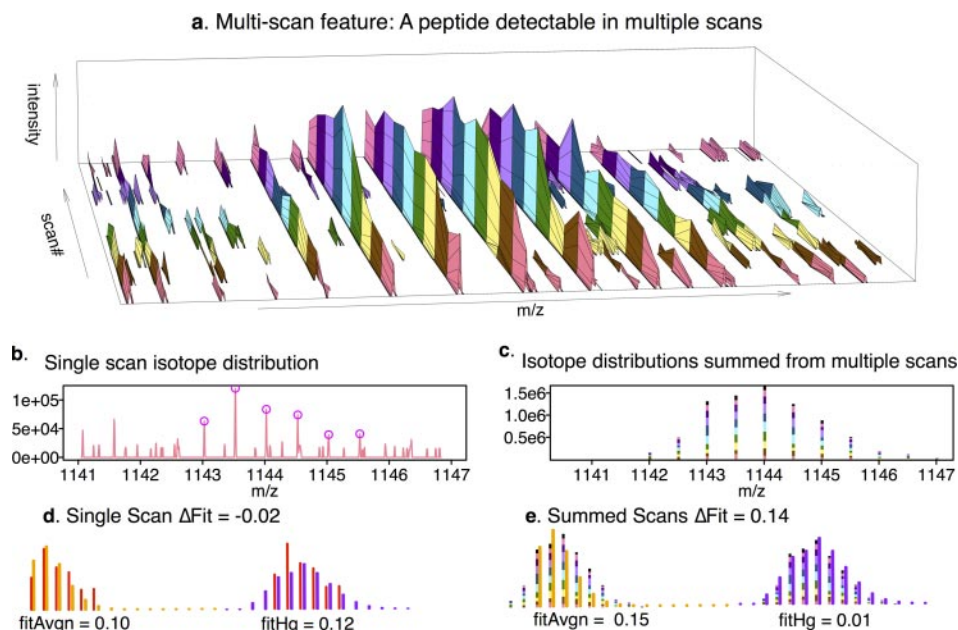 a. Multi-scan feature: A peptide detectable in multiple scans
intensity
scan#
m/z
b. Single scan isotope distribution
1e+05
5e+04
0e+00
1141 1142 1143 1144 1145 1146 1147
m/z
c. Isotope distributions summed from multiple scans
1.5e6
1.0e6
0.5e6
1141 1142 1143 1144 1145 1146 1147
m/z
d. Single Scan ΔFit = -0.02
fitAvgn = 0.10 fitHg = 0.12
e. Summed Scans ΔFit = 0.14
fitAvgn = 0.15 fitHg = 0.01